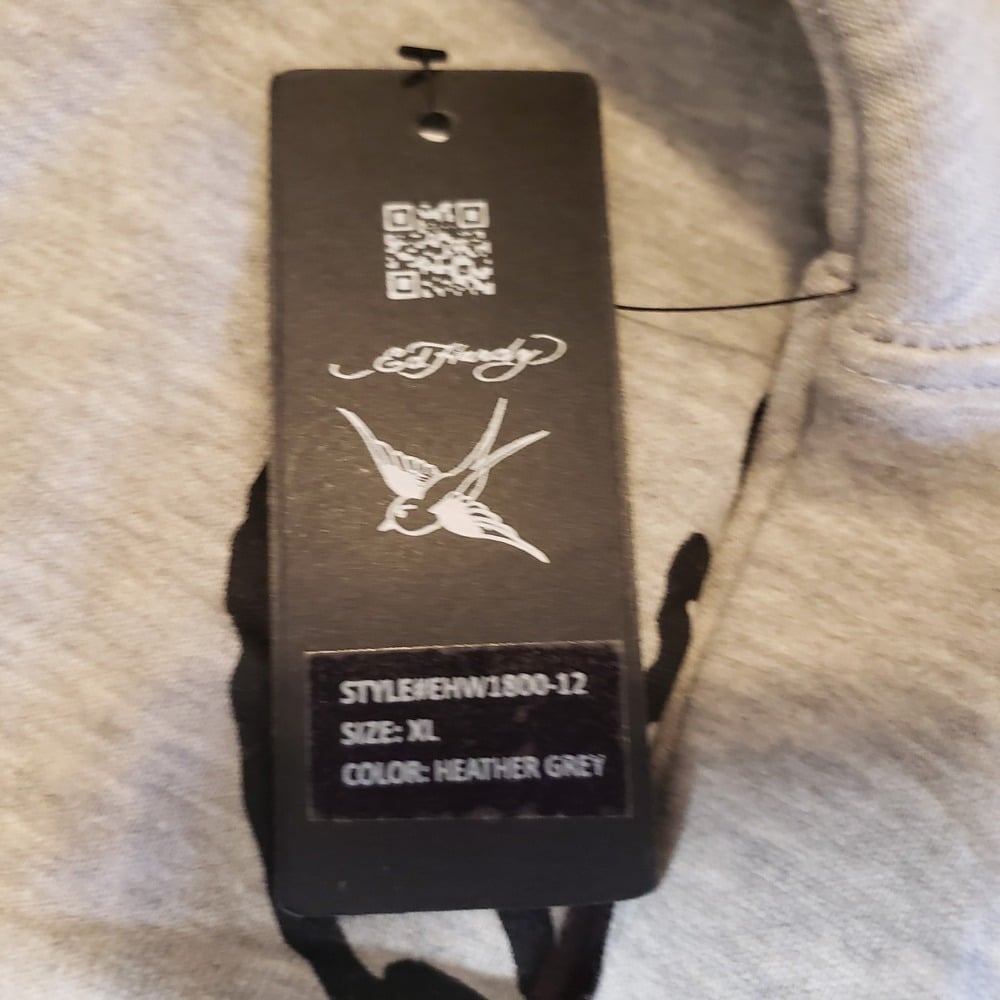 Ed Hardy
STYLE#EHW1800-12
SIZE: XL
COLOR: HEATHER GREY